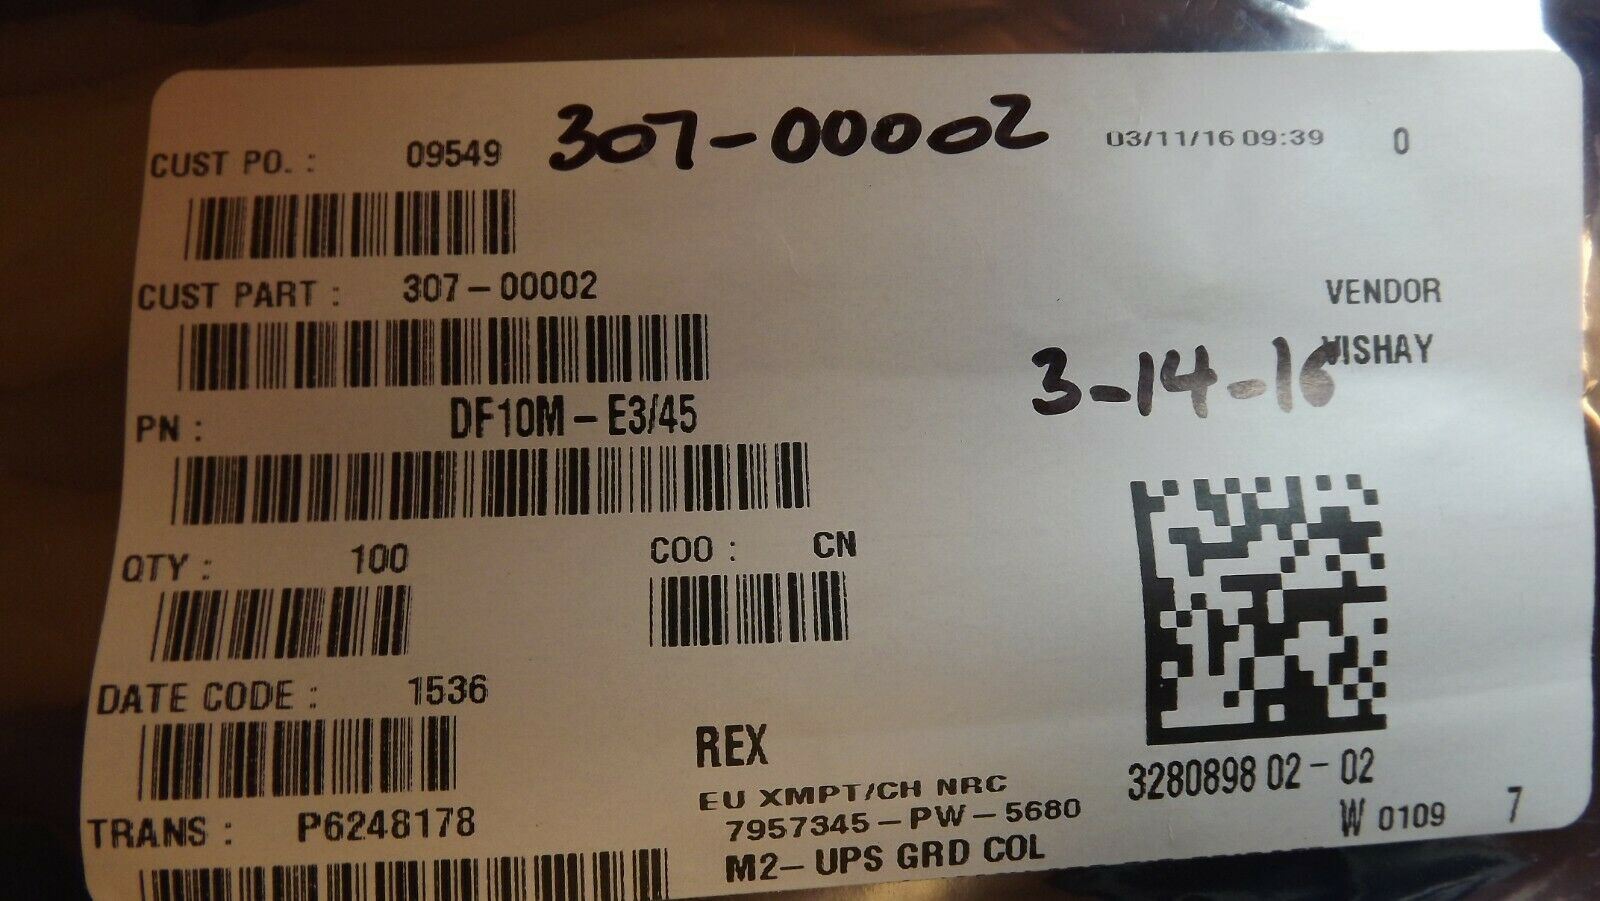 CUST PO. : 09549 307-00002 03/11/16 09:39 0
CUST PART : 307-00002
VENDOR
VISHAY
3-14-16
PN : DF10M-E3/45
QTY : 100 COO : CN
DATE CODE : 1536
REX
EU XMPT/CH NRC
7957345-PW-5680
M2-UPS GRD COL
3280898 02-02
W 0109 7
TRANS : P6248178